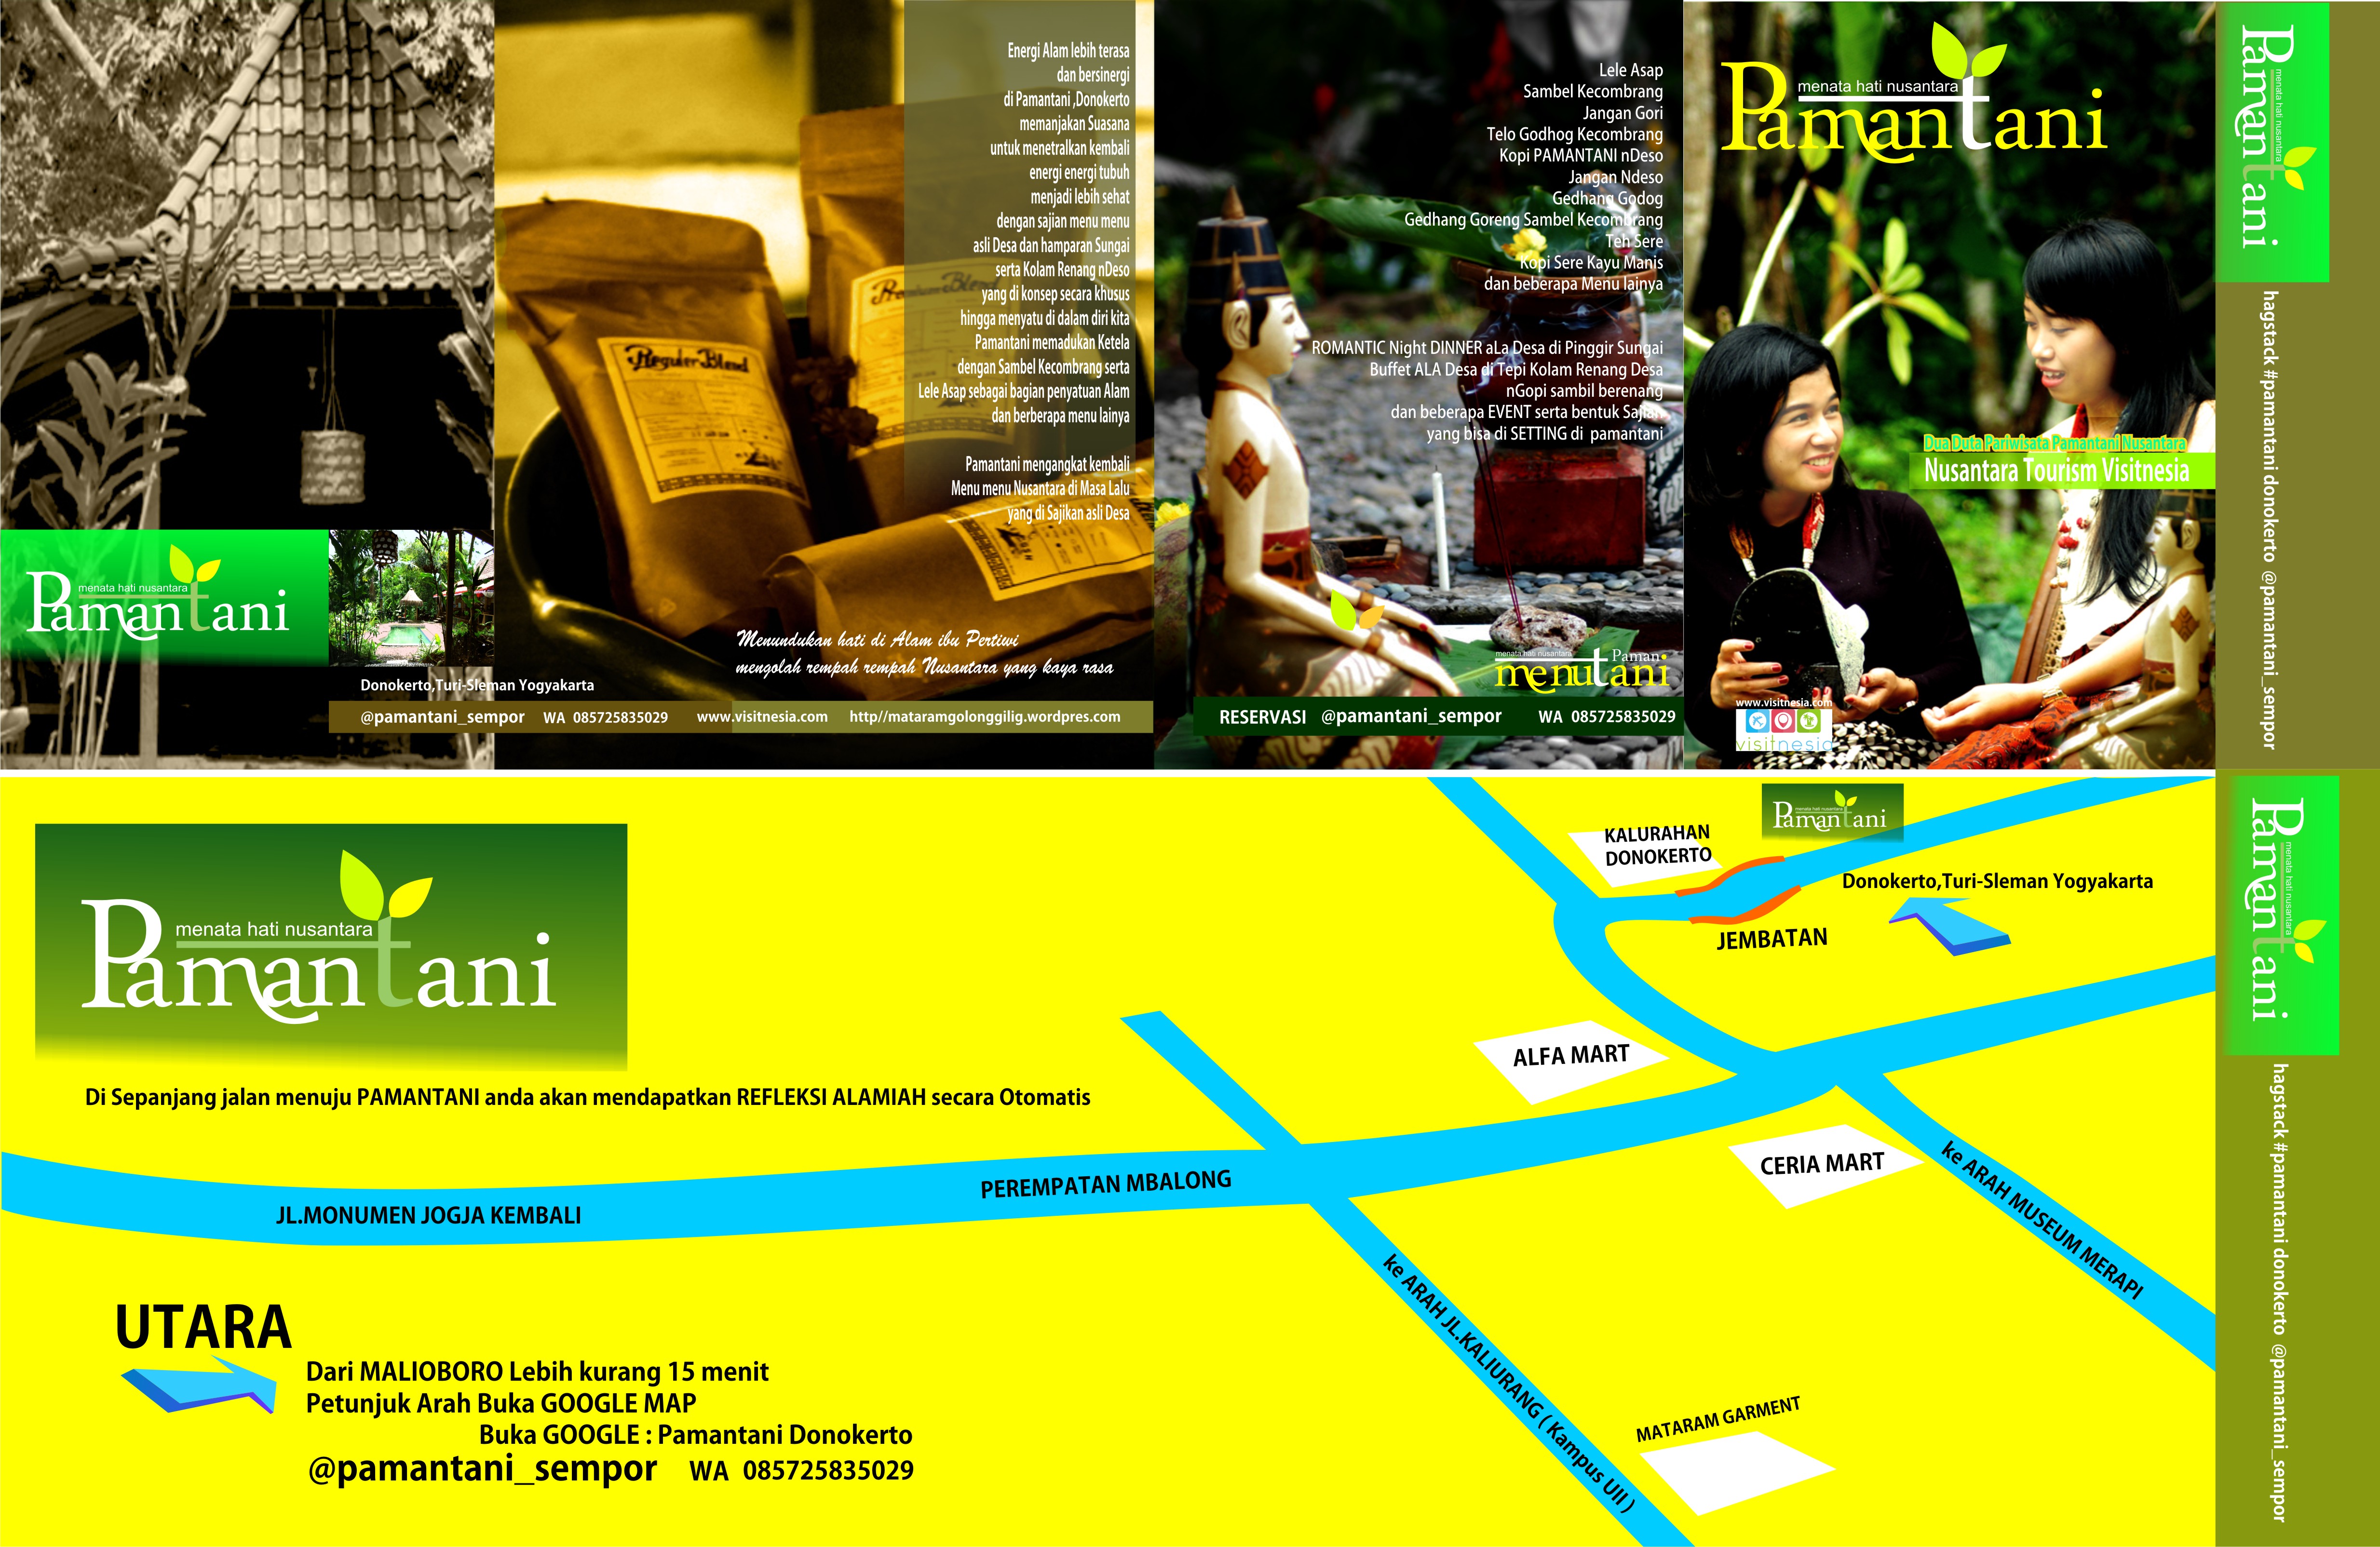 Pamantani
menata hati nusantara
Donokerto,Turi-Sleman Yogyakarta
@pamantani_sempor WA 085725835029 www.visitnesia.com http//mataramgolonggilig.wordpres.com
Energi Alam lebih terasa
dan bersinergi
di Pamantani ,Donokerto
memanjakan Suasana
untuk menetralkan kembali
energi energi tubuh
menjadi lebih sehat
dengan sajian menu menu
asli Desa dan hamparan Sungai
serta Kolam Renang nDeso
yang di konsep secara khusus
hingga menyatu di dalam diri kita
Pamantani memadukan Ketela
dengan Sambel Kecombrang serta
Lele Asap sebagai bagian penyatuan Alam
dan berberapa menu lainya
Pamantani mengangkat kembali
Menu menu Nusantara di Masa Lalu
yang di Sajikan asli Desa
Reguler Blend
Premium Blend
Menundukan hati di Alam ibu Pertiwi
mengolah rempah rempah Nusantara yang kaya rasa
Lele Asap
Sambel Kecombrang
Jangan Gori
Telo Godhog Kecombrang
Kopi PAMANTANI nDeso
Jangan Ndeso
Gedhang Godog
Gedhang Goreng Sambel Kecombrang
Teh Sere
Kopi Sere Kayu Manis
dan beberapa Menu lainya
ROMANTIC Night DINNER aLa Desa di Pinggir Sungai
Buffet ALA Desa di Tepi Kolam Renang Desa
nGopi sambil berenang
dan beberapa EVENT serta bentuk Sajian
yang bisa di SETTING di pamantani
menata hati nusantara
Paman
menutani
RESERVASI @pamantani_sempor WA 085725835029
Pamantani
menata hati nusantara
Dua Duta Pariwisata Pamantani Nusantara
Nusantara Tourism Visitnesia
www.visitnesia.com
visitnesia
Pamantani
menata hati nusantara
hagstack #pamantani donokerto @pamantani_sempor
Pamantani
menata hati nusantara
Di Sepanjang jalan menuju PAMANTANI anda akan mendapatkan REFLEKSI ALAMIAH secara Otomatis
KALURAHAN
DONOKERTO
Pamantani
menata hati nusantara
Donokerto,Turi-Sleman Yogyakarta
JEMBATAN
ALFA MART
CERIA MART
ke ARAH MUSEUM MERAPI
PEREMPATAN MBALONG
JL.MONUMEN JOGJA KEMBALI
ke ARAH JL.KALIURANG ( Kampus UII )
MATARAM GARMENT
UTARA
Dari MALIOBORO Lebih kurang 15 menit
Petunjuk Arah Buka GOOGLE MAP
Buka GOOGLE : Pamantani Donokerto
@pamantani_sempor WA 085725835029
Pamantani
menata hati nusantara
hagstack #pamantani donokerto @pamantani_sempor